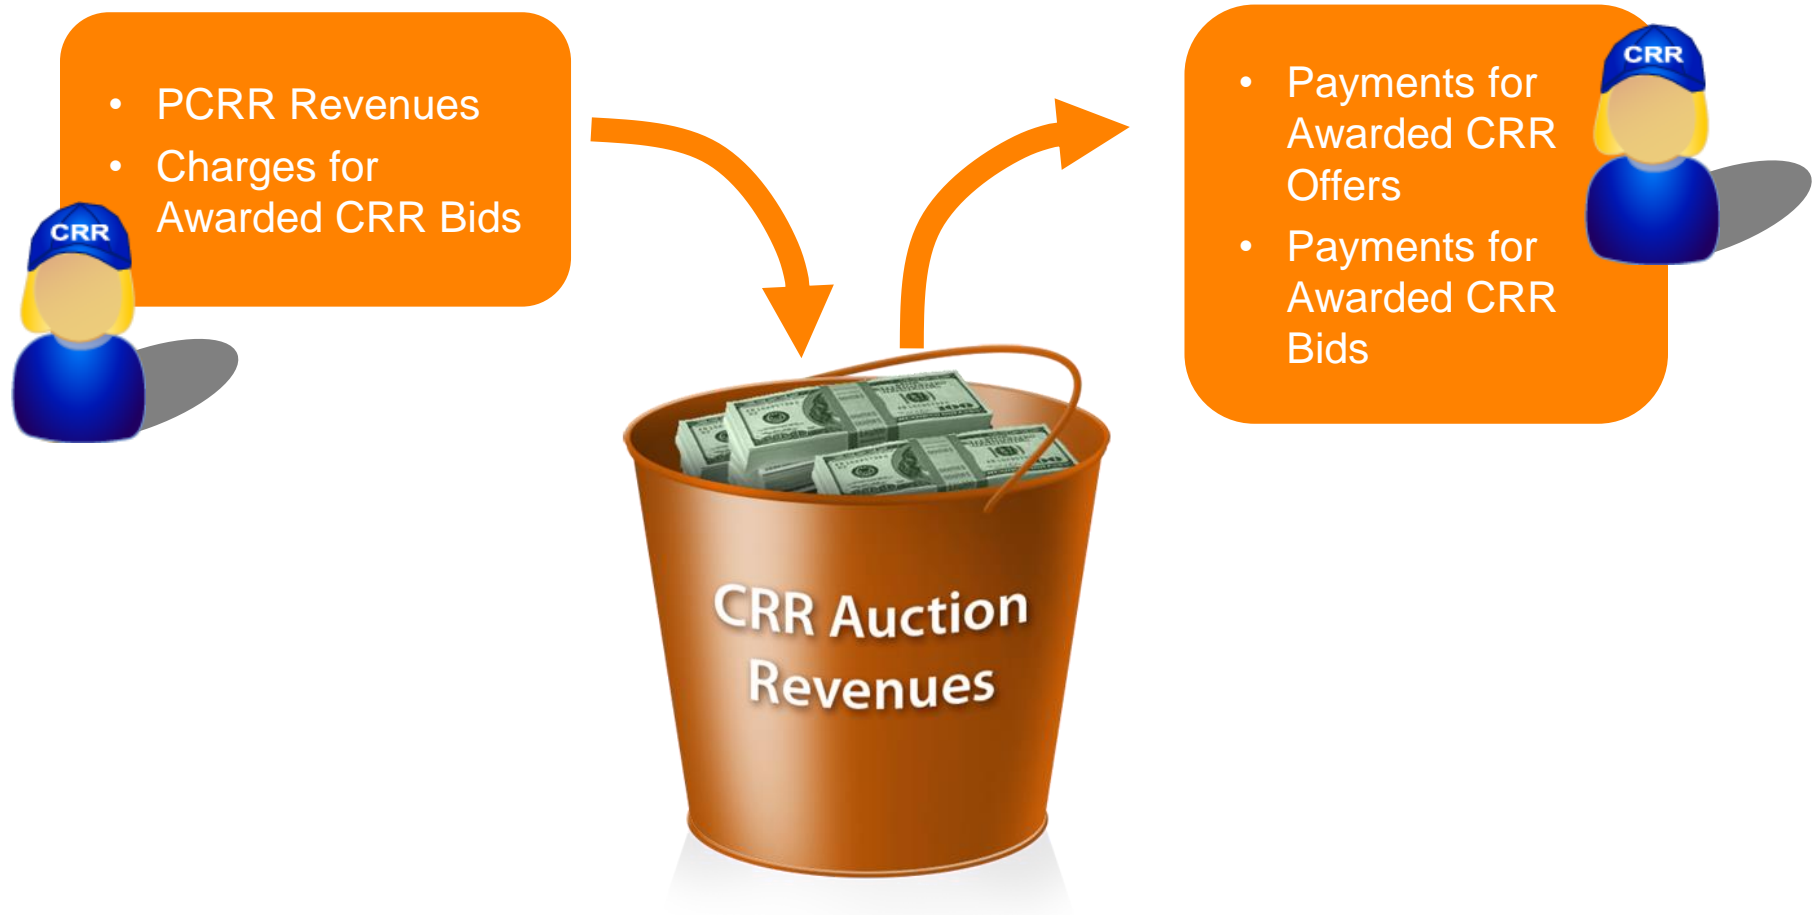 • PCRR Revenues
• Charges for
Awarded CRR Bids
CRR
• Payments for
Awarded CRR
Offers
• Payments for
Awarded CRR
Bids
CRR
CRR Auction
Revenues
100